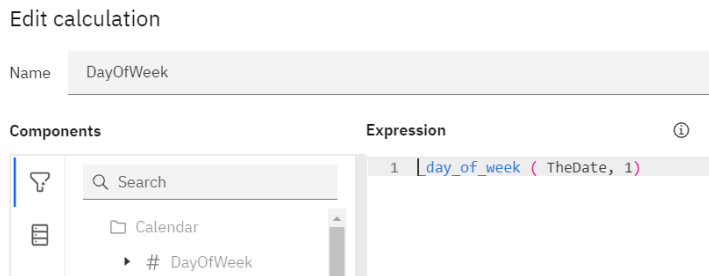 Edit calculation
Name DayOfWeek
Components
Expression
Search
Calendar
# DayOfWeek
1 _day_of_week ( TheDate, 1)